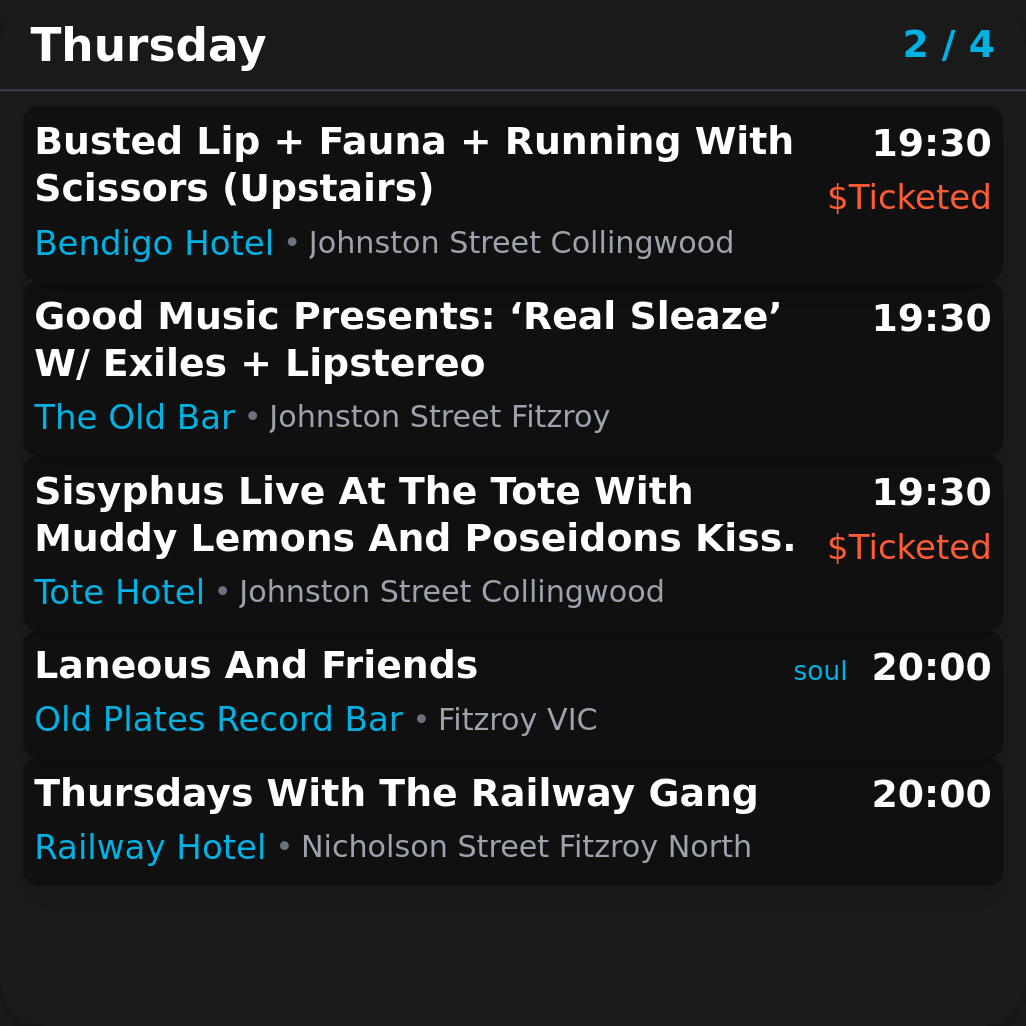 Thursday
2 / 4
Busted Lip + Fauna + Running With
Scissors (Upstairs)
19:30
$Ticketed
Bendigo Hotel • Johnston Street Collingwood
Good Music Presents: ‘Real Sleaze’
W/ Exiles + Lipstereo
19:30
The Old Bar • Johnston Street Fitzroy
Sisyphus Live At The Tote With
Muddy Lemons And Poseidons Kiss.
19:30
$Ticketed
Tote Hotel • Johnston Street Collingwood
Laneous And Friends
soul 20:00
Old Plates Record Bar • Fitzroy VIC
Thursdays With The Railway Gang
20:00
Railway Hotel • Nicholson Street Fitzroy North